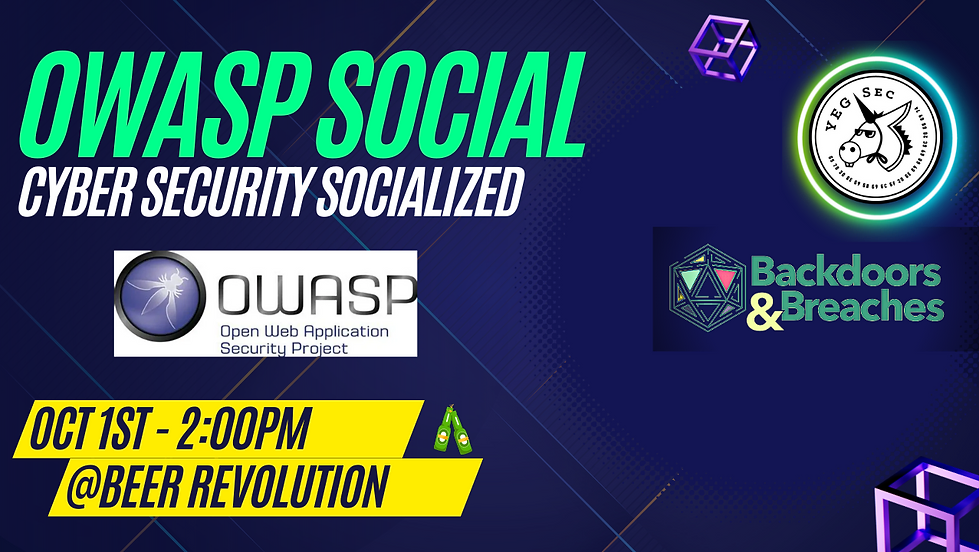 OWASP SOCIAL
CYBER SECURITY SOCIALIZED
YEG SEC
OWASP
Open Web Application
Security Project
Backdoors
& Breaches
OCT 1ST - 2:00PM
@BEER REVOLUTION